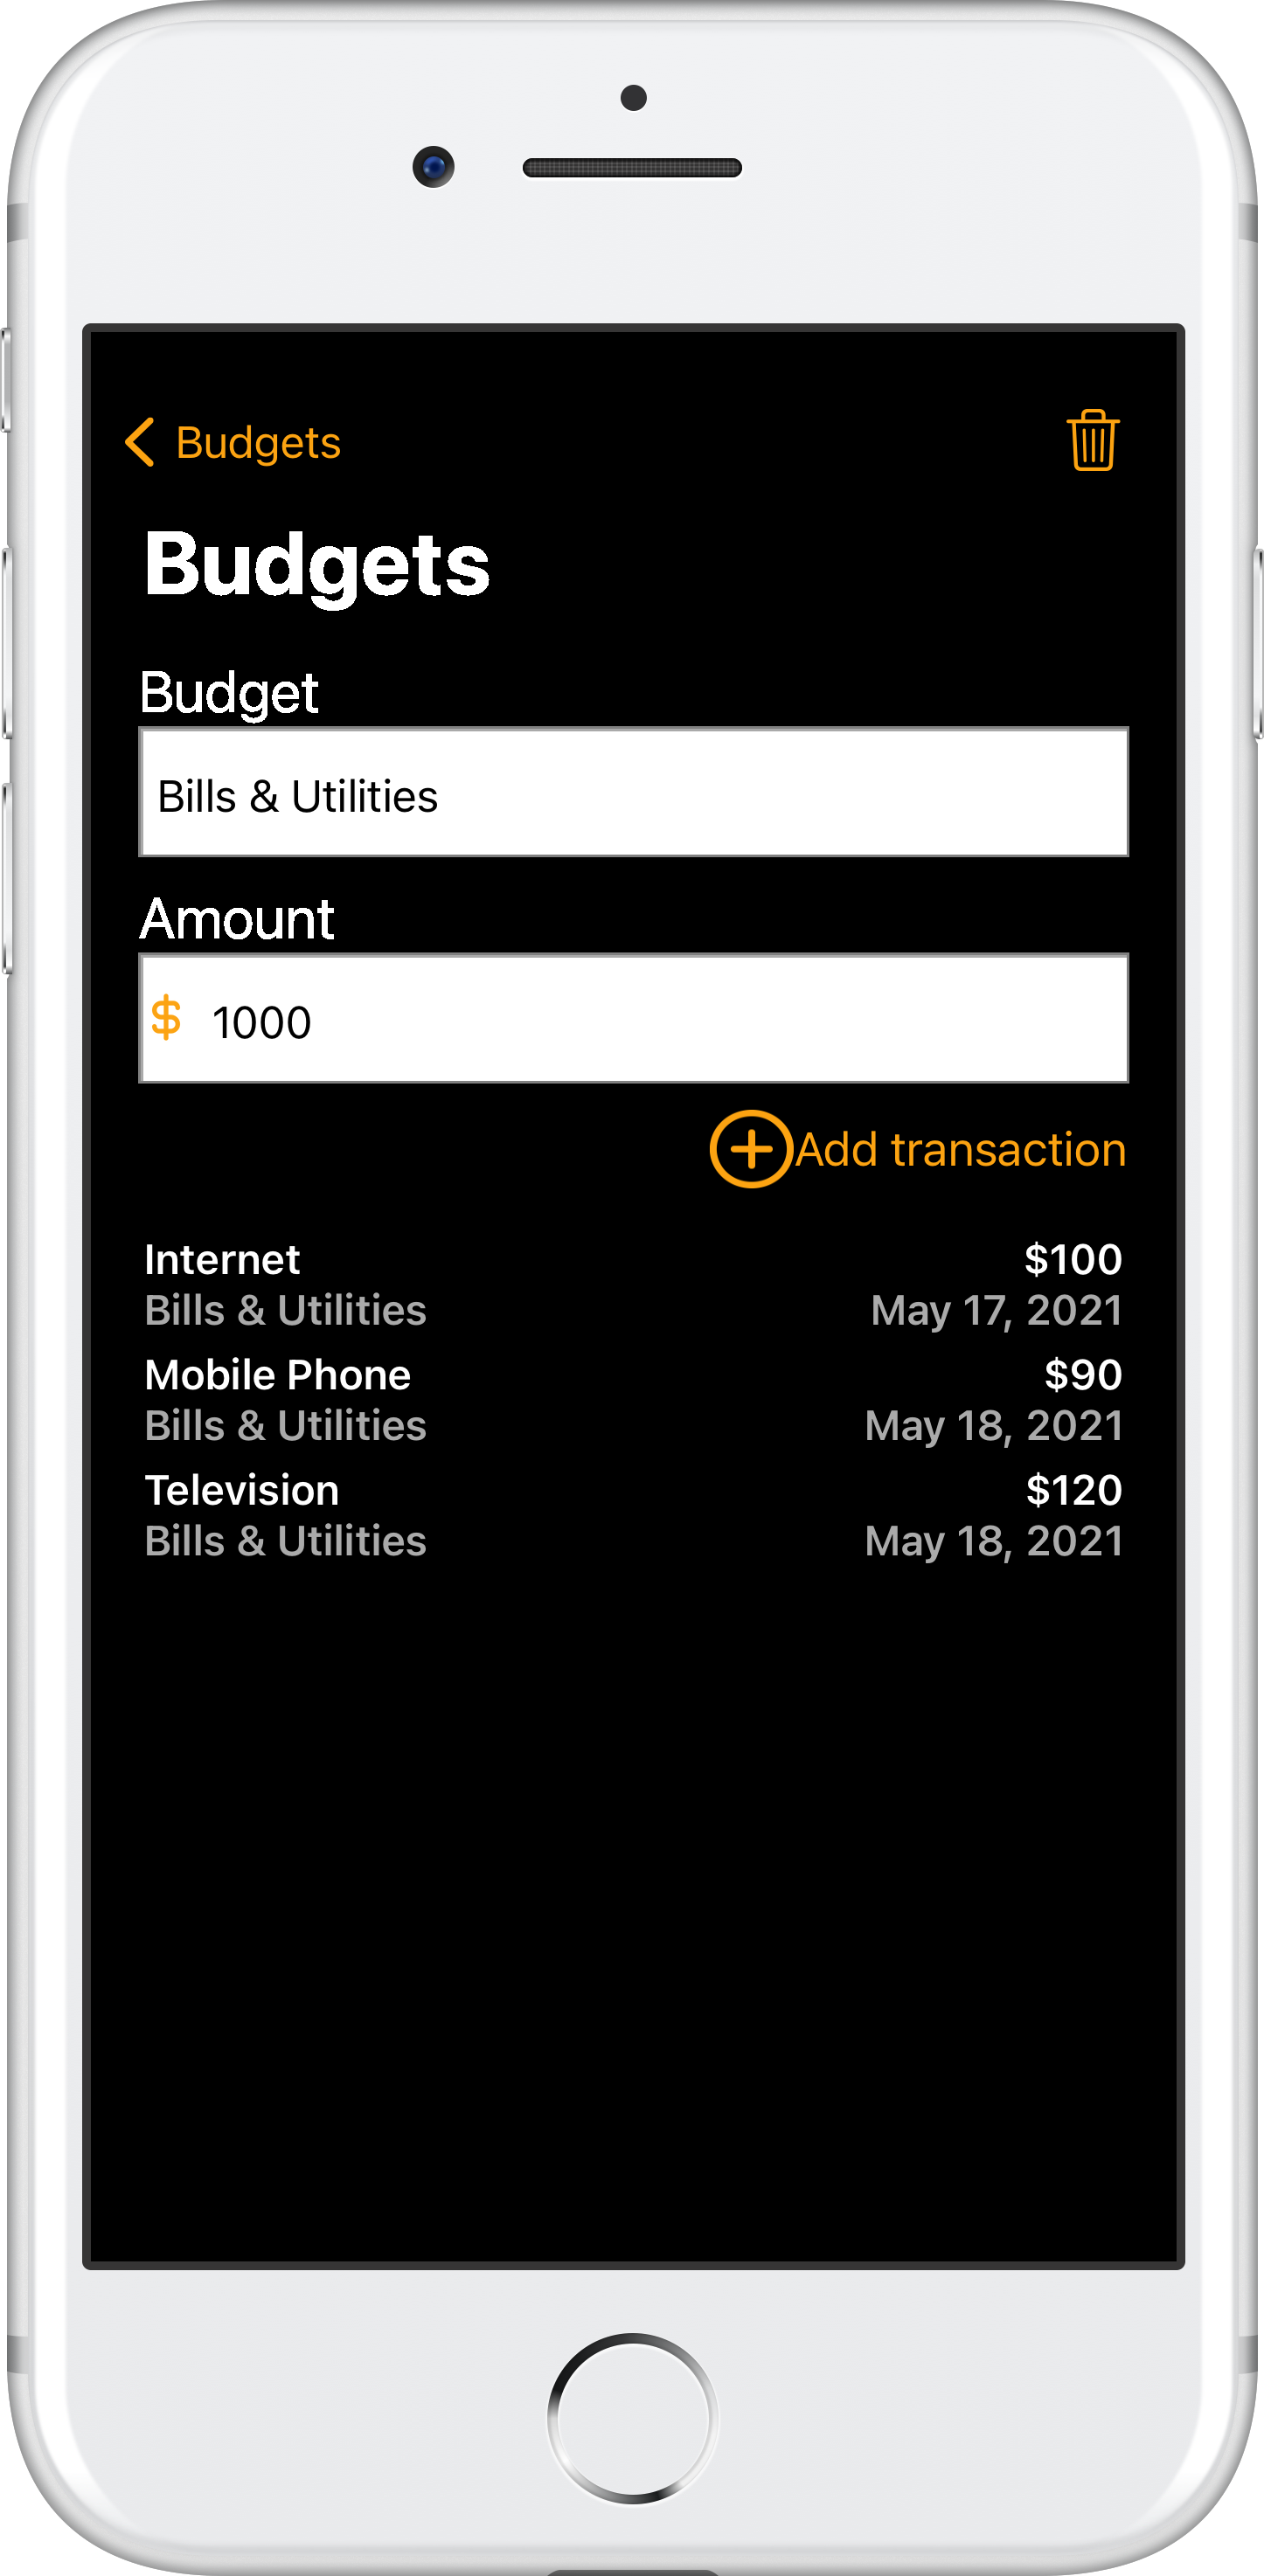 Budgets
Budgets
Budget
Bills & Utilities
Amount
$ 1000
Add transaction
Internet $100
Bills & Utilities May 17, 2021
Mobile Phone $90
Bills & Utilities May 18, 2021
Television $120
Bills & Utilities May 18, 2021